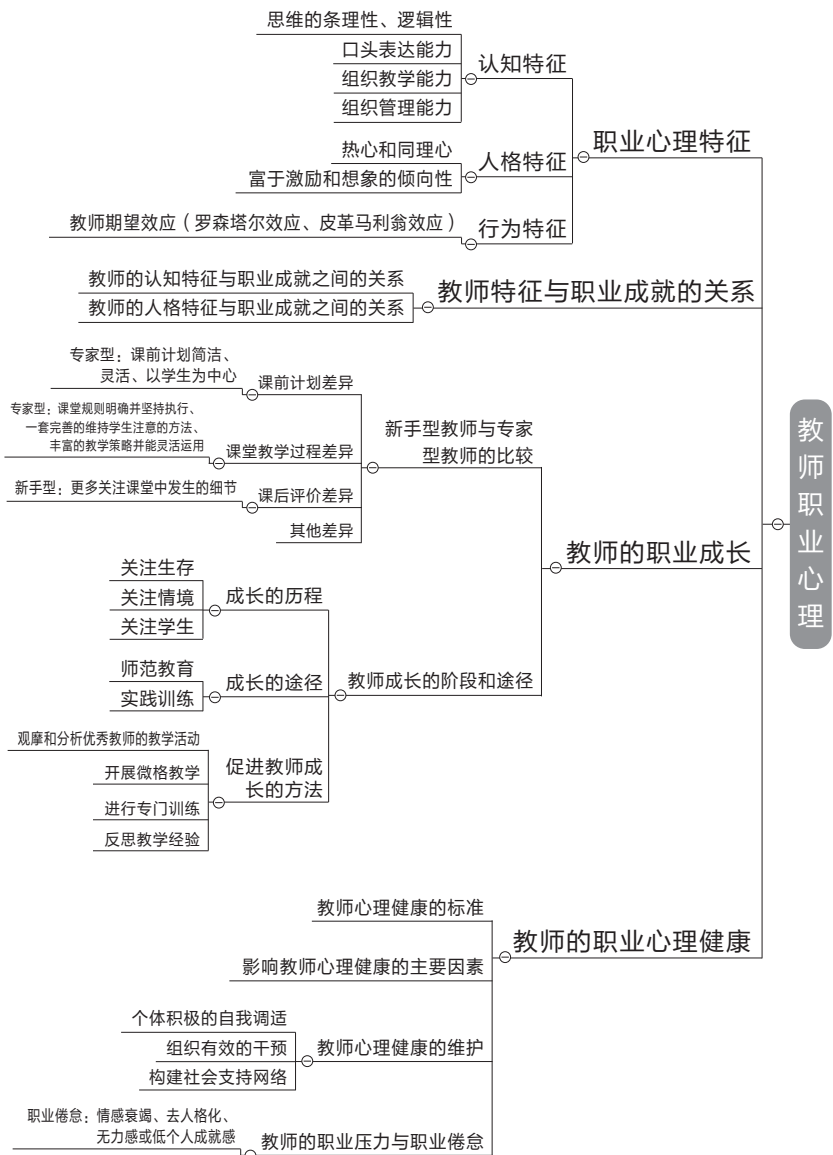 思维的条理性、逻辑性
口头表达能力
组织教学能力
组织管理能力
认知特征
热心和同理心
富于激励和想象的倾向性
人格特征
教师期望效应（罗森塔尔效应、皮革马利翁效应）
行为特征
职业心理特征
教师的认知特征与职业成就之间的关系
教师的人格特征与职业成就之间的关系
教师特征与职业成就的关系
专家型：课前计划简洁、
灵活、以学生为中心
课前计划差异
专家型：课堂规则明确并坚持执行、
一套完善的维持学生注意的方法、
丰富的教学策略并能灵活运用
课堂教学过程差异
新手型：更多关注课堂中发生的细节
课后评价差异
其他差异
新手型教师与专家
型教师的比较
关注生存
关注情境
关注学生
成长的历程
师范教育
实践训练
成长的途径
观摩和分析优秀教师的教学活动
开展微格教学
进行专门训练
反思教学经验
促进教师成
长的方法
教师成长的阶段和途径
教师的职业成长
教师心理健康的标准
影响教师心理健康的主要因素
个体积极的自我调适
组织有效的干预
构建社会支持网络
教师心理健康的维护
职业倦怠：情感衰竭、去人格化、
无力感或低个人成就感
教师的职业压力与职业倦怠
教师的职业心理健康
教师职业心理